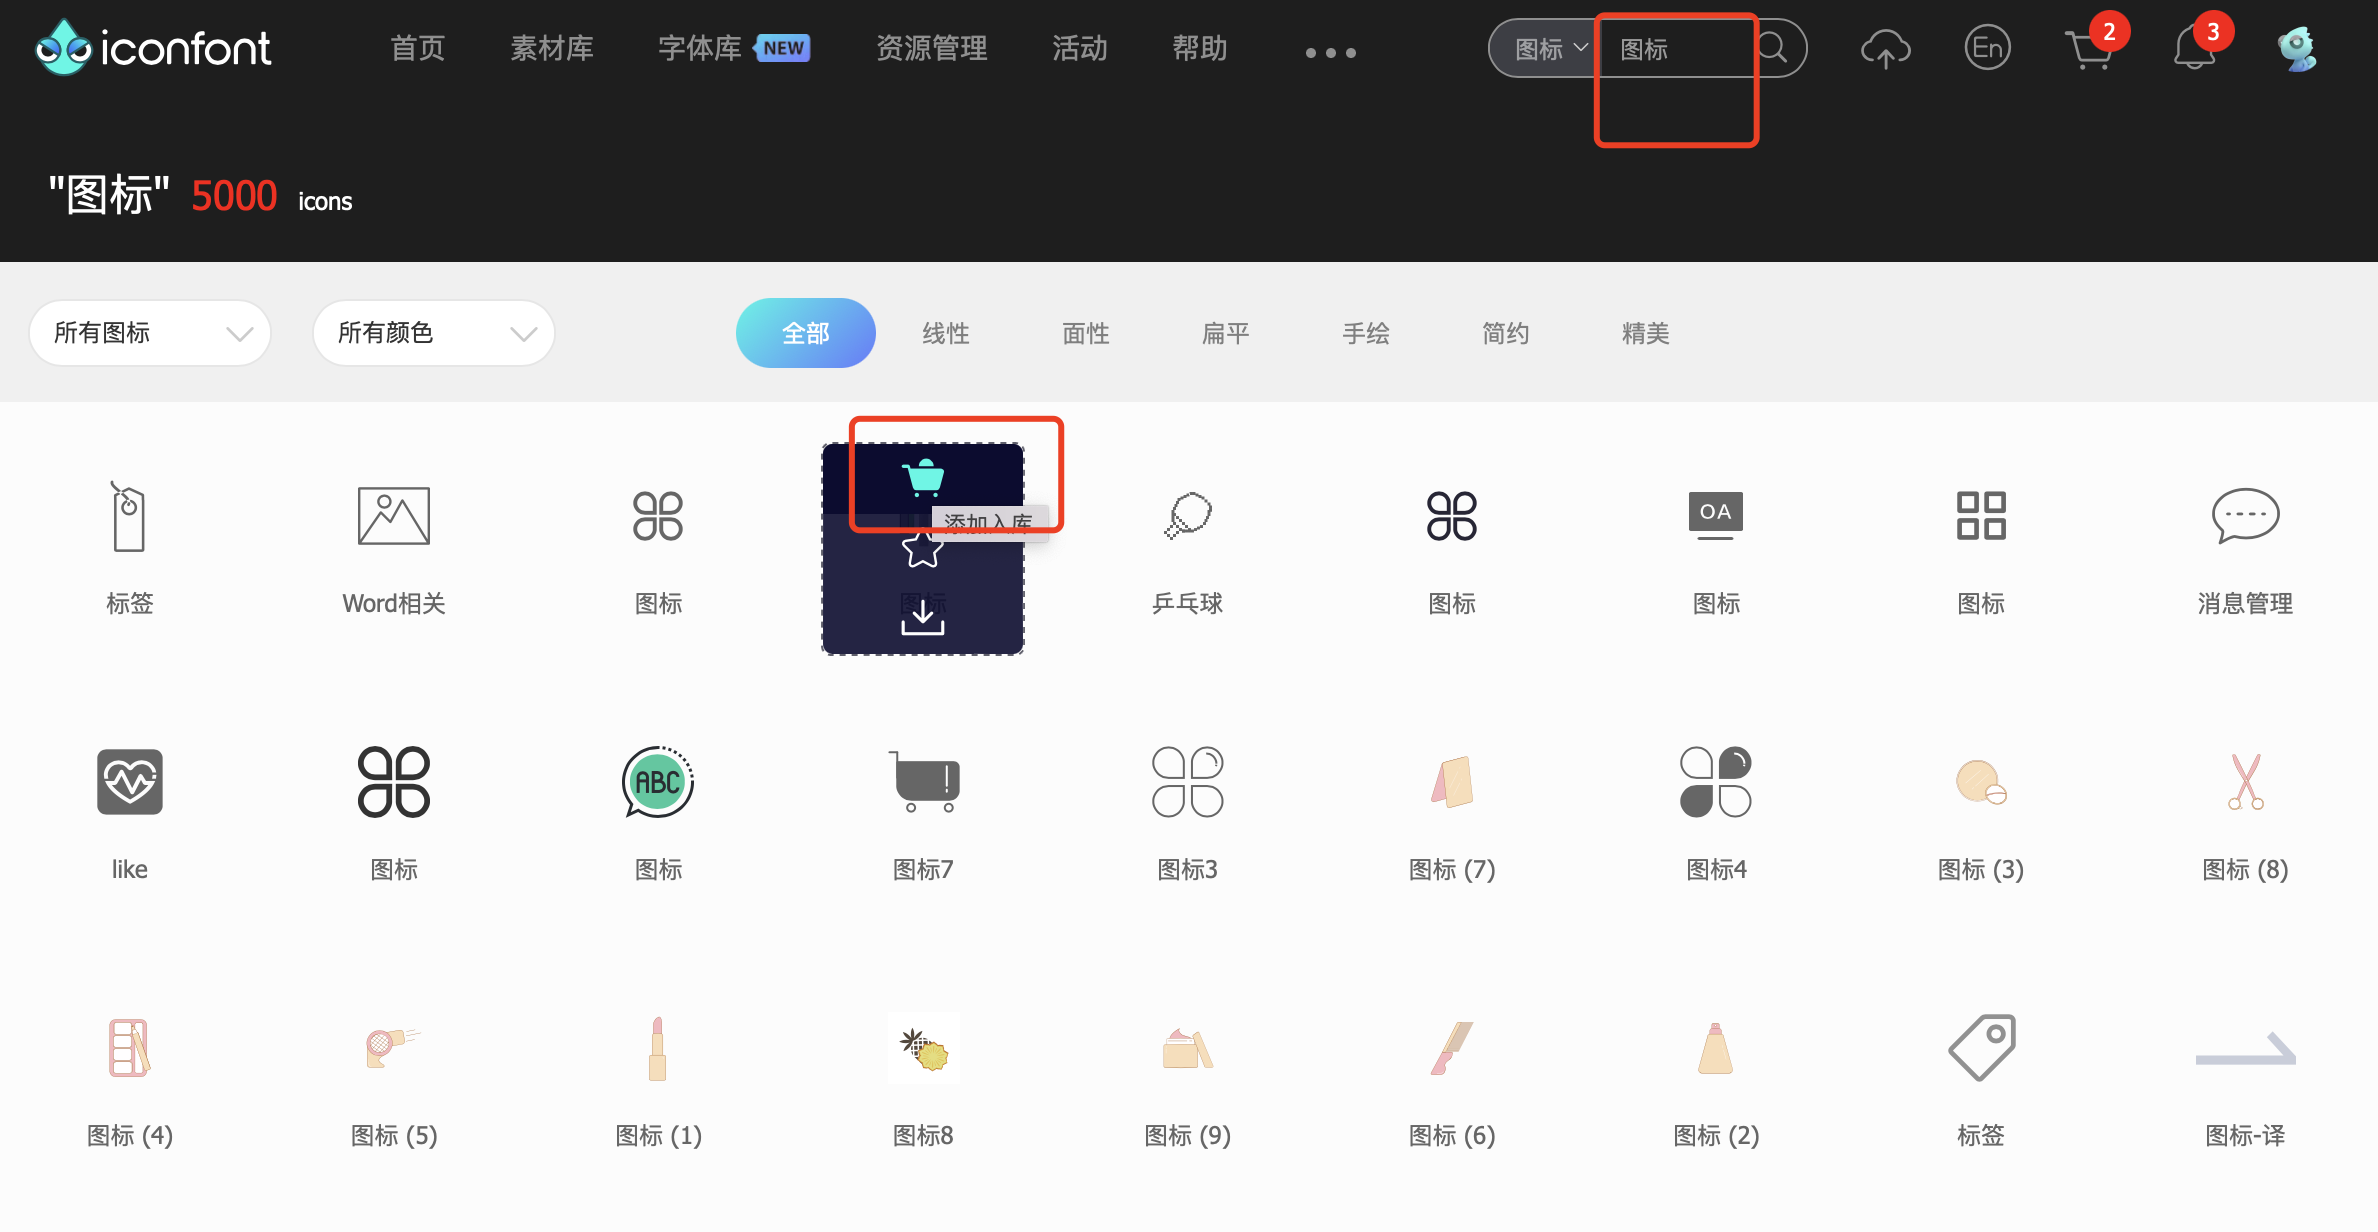 iconfont
首页
素材库
字体库 NEW
资源管理
活动
帮助
图标
图标
En
2
3
"图标" 5000 icons
所有图标
所有颜色
全部
线性
面性
扁平
手绘
简约
精美
添加入库
OA
标签
Word相关
图标
图标
乒乓球
图标
图标
图标
消息管理
ABC
like
图标
图标
图标7
图标3
图标 (7)
图标4
图标 (3)
图标 (8)
图标 (4)
图标 (5)
图标 (1)
图标8
图标 (9)
图标 (6)
图标 (2)
标签
图标-译